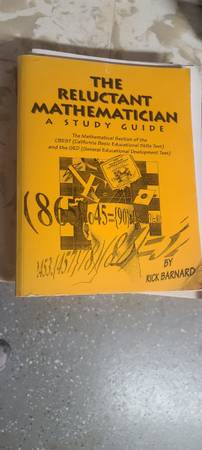 THE
RELUCTANT
MATHEMATICIAN
A STUDY GUIDE
The Mathematical Section of the
CBEST (California Basic Educational Skills Test)
and the GED (General Educational Development Test)
BY
RICK BARNARD